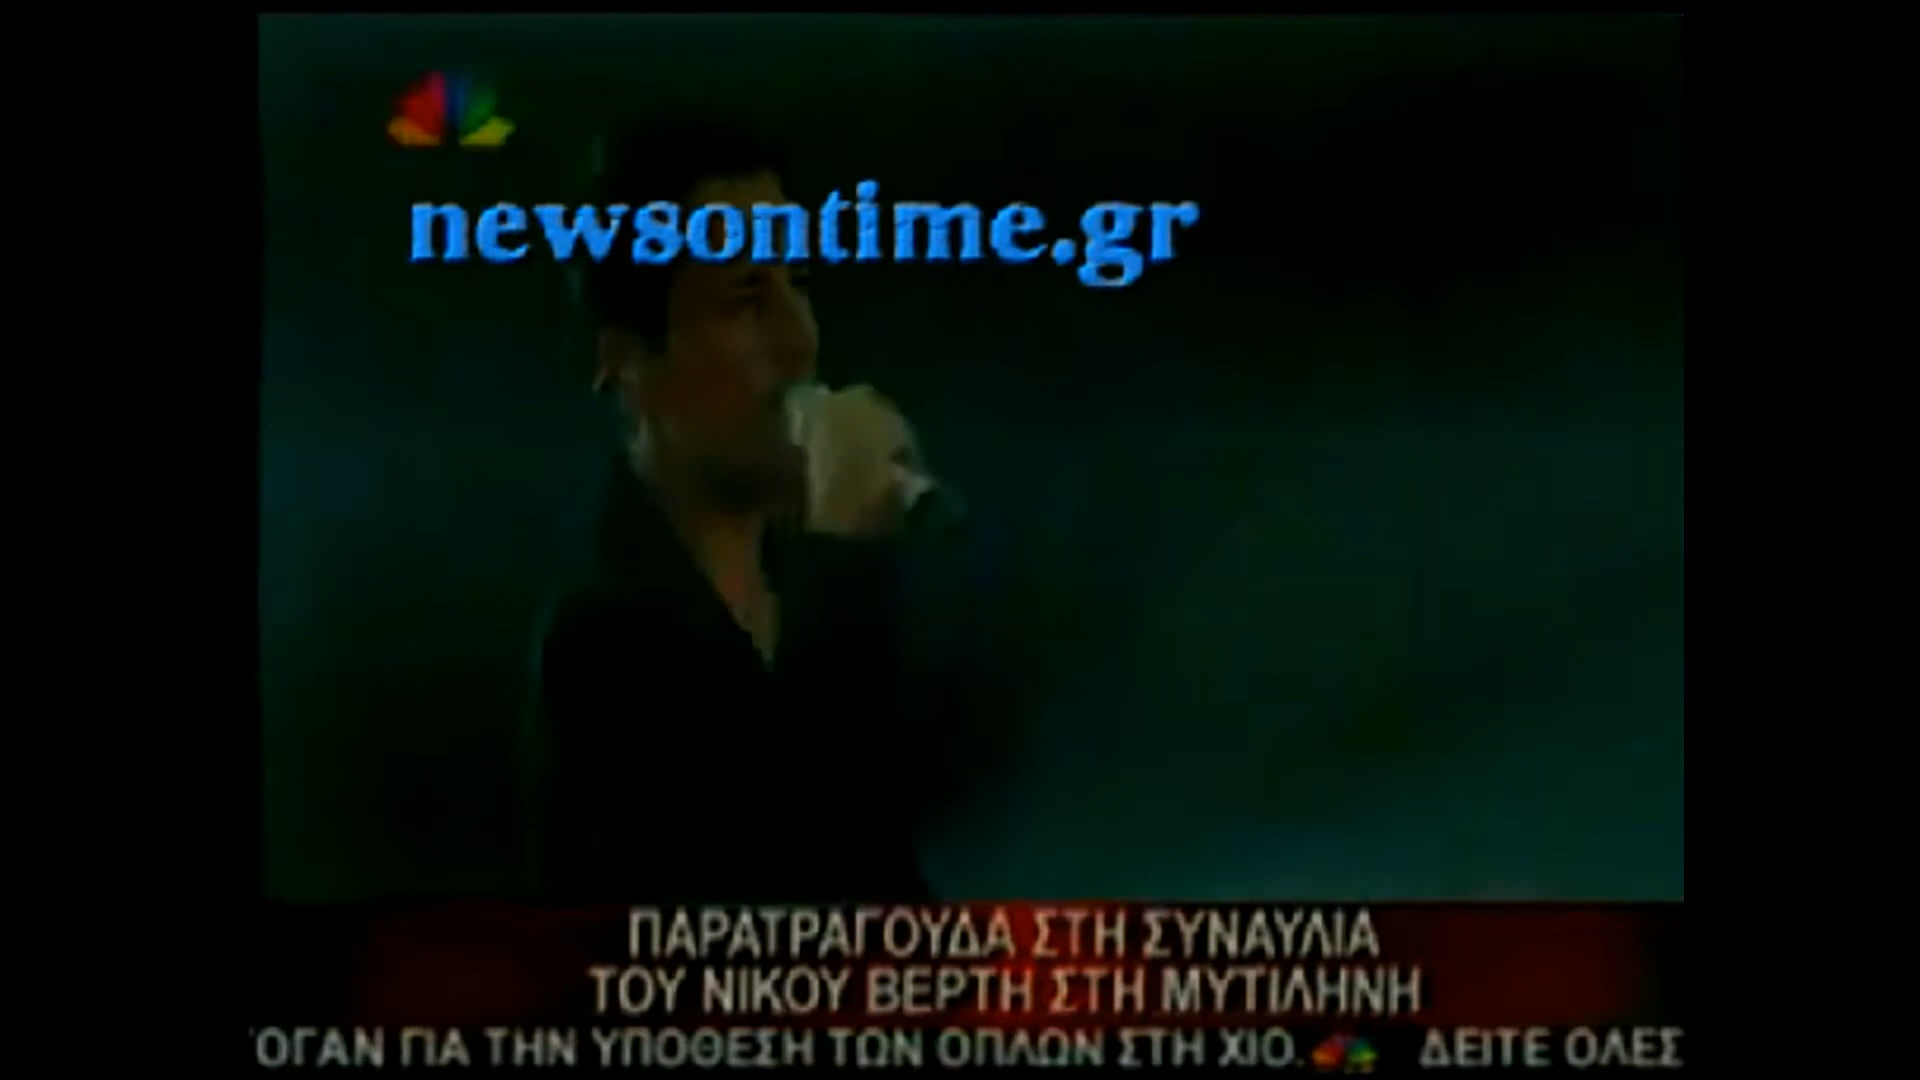 newsontime.gr
ΠΑΡΑΤΡΑΓΟΥΔΑ ΣΤΗ ΣΥΝΑΥΛΙΑ
ΤΟΥ ΝΙΚΟΥ ΒΕΡΤΗ ΣΤΗ ΜΥΤΙΛΗΝΗ
ΟΓΑΝ ΓΙΑ ΤΗΝ ΥΠΟΘΕΣΗ ΤΩΝ ΟΠΛΩΝ ΣΤΗ ΧΙΟ. ΔΕΙΤΕ ΟΛΕΣ